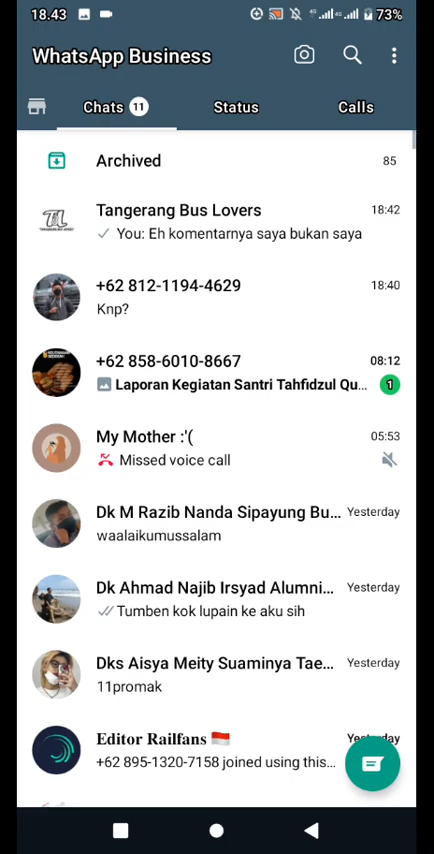 18.43 73%
WhatsApp Business
Chats 11 Status Calls
Archived 85
Tangerang Bus Lovers 18:42
You: Eh komentarnya saya bukan saya
+62 812-1194-4629 18:40
Knp?
+62 858-6010-8667 08:12
Laporan Kegiatan Santri Tahfidzul Qu... 1
My Mother :'( 05:53
Missed voice call
Dk M Razib Nanda Sipayung Bu... Yesterday
waalaikumussalam
Dk Ahmad Najib Irsyad Alumni... Yesterday
Tumben kok lupain ke aku sih
Dks Aisya Meity Suaminya Tae... Yesterday
11promak
Editor Railfans 🇮🇩 Yesterday
+62 895-1320-7158 joined using this...